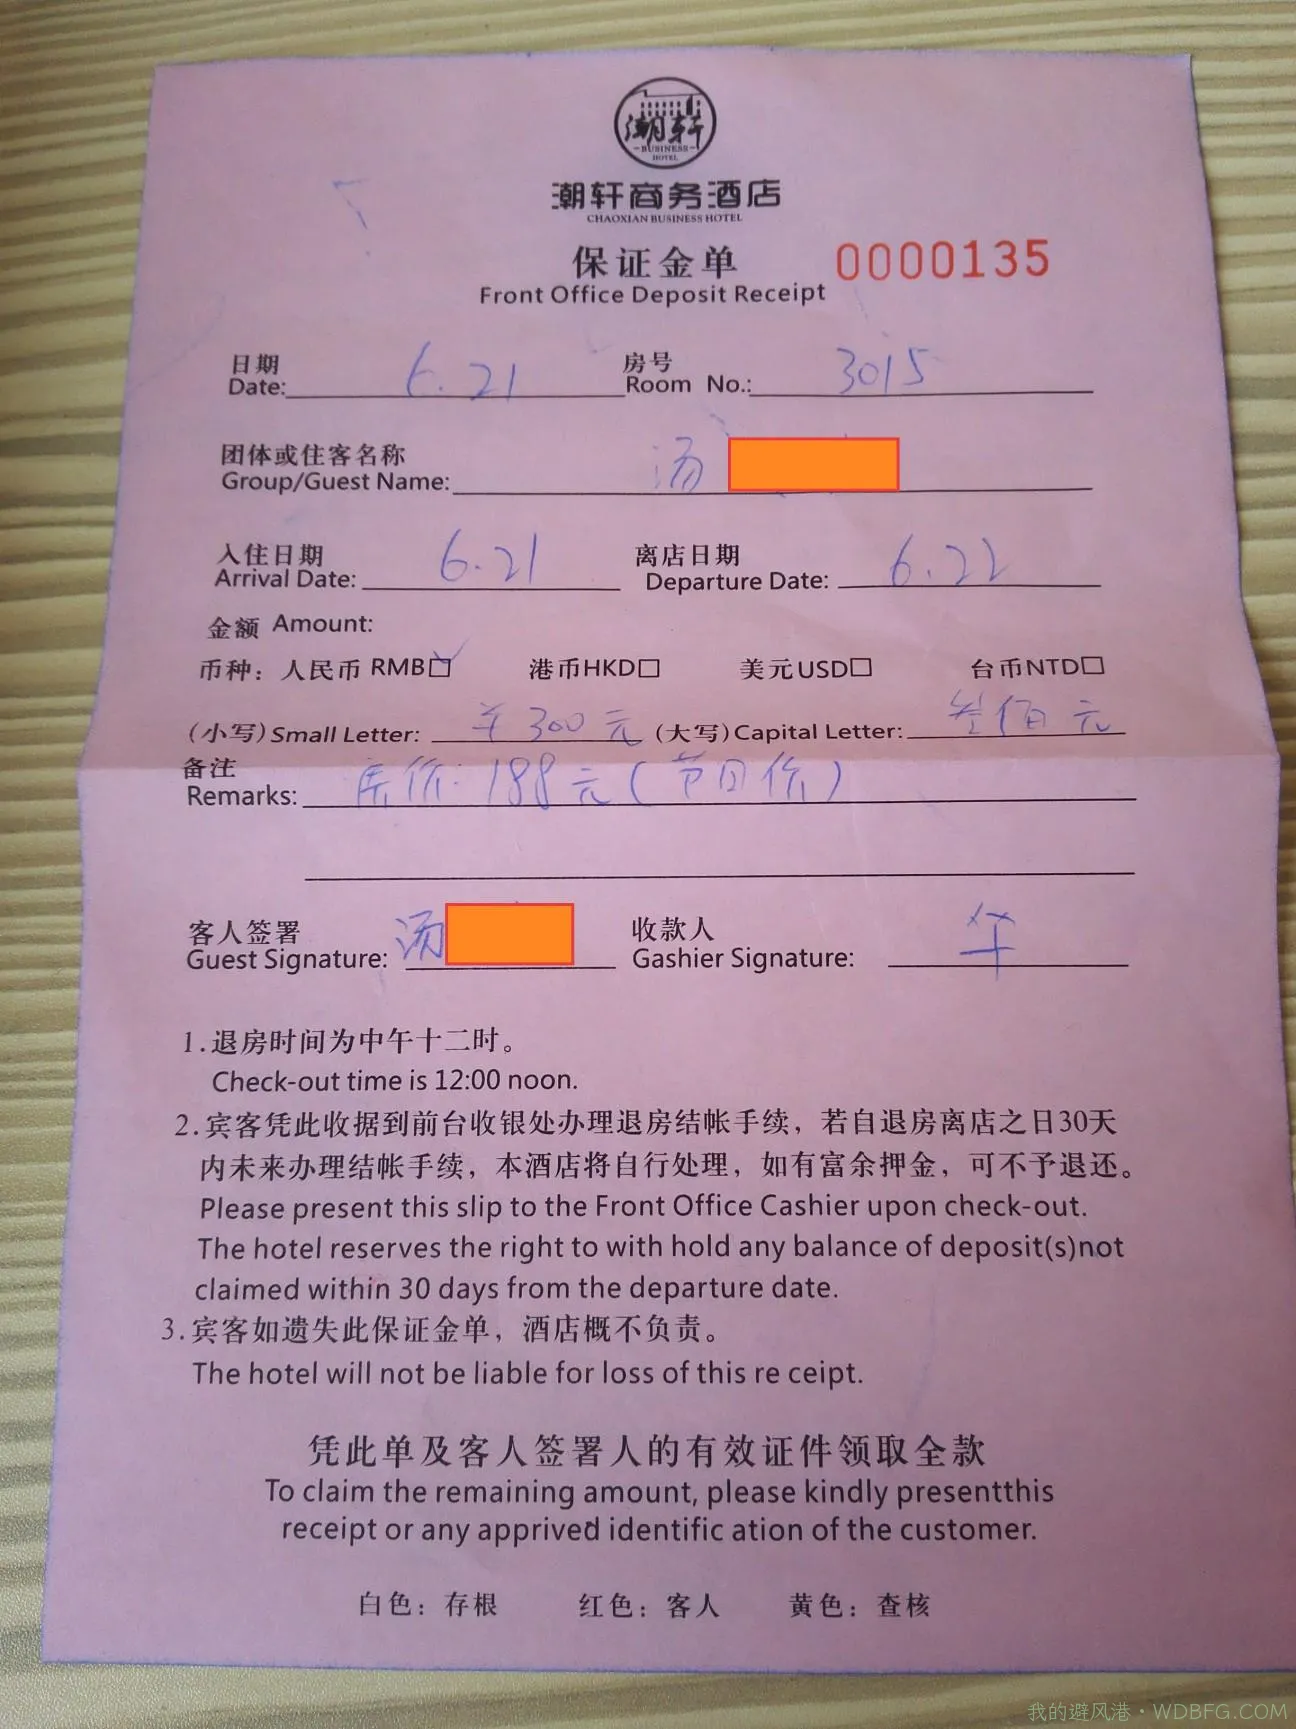 潮轩
BUSINESS
HOTEL
潮轩商务酒店
CHAOXIAN BUSINESS HOTEL
保证金单 0000135
Front Office Deposit Receipt
日期 房号
Date: 6.21 Room No.: 3015
团体或住客名称
Group/Guest Name: 汤
入住日期 离店日期
Arrival Date: 6.21 Departure Date: 6.22
金额 Amount:
币种：人民币 RMB☑ 港币HKD□ 美元USD□ 台币NTD□
(小写)Small Letter: ￥300元 (大写)Capital Letter: 叁佰元
备注
Remarks: 房价：188元(节日价)
客人签署 收款人
Guest Signature: 汤 Gashier Signature:
1.退房时间为中午十二时。
Check-out time is 12:00 noon.
2.宾客凭此收据到前台收银处办理退房结帐手续，若自退房离店之日30天
内未来办理结帐手续，本酒店将自行处理，如有富余押金，可不予退还。
Please present this slip to the Front Office Cashier upon check-out.
The hotel reserves the right to with hold any balance of deposit(s)not
claimed within 30 days from the departure date.
3.宾客如遗失此保证金单，酒店概不负责。
The hotel will not be liable for loss of this re ceipt.
凭此单及客人签署人的有效证件领取全款
To claim the remaining amount, please kindly presentthis
receipt or any apprived identific ation of the customer.
白色：存根 红色：客人 黄色：查核
我的避风港·WDBFG.COM